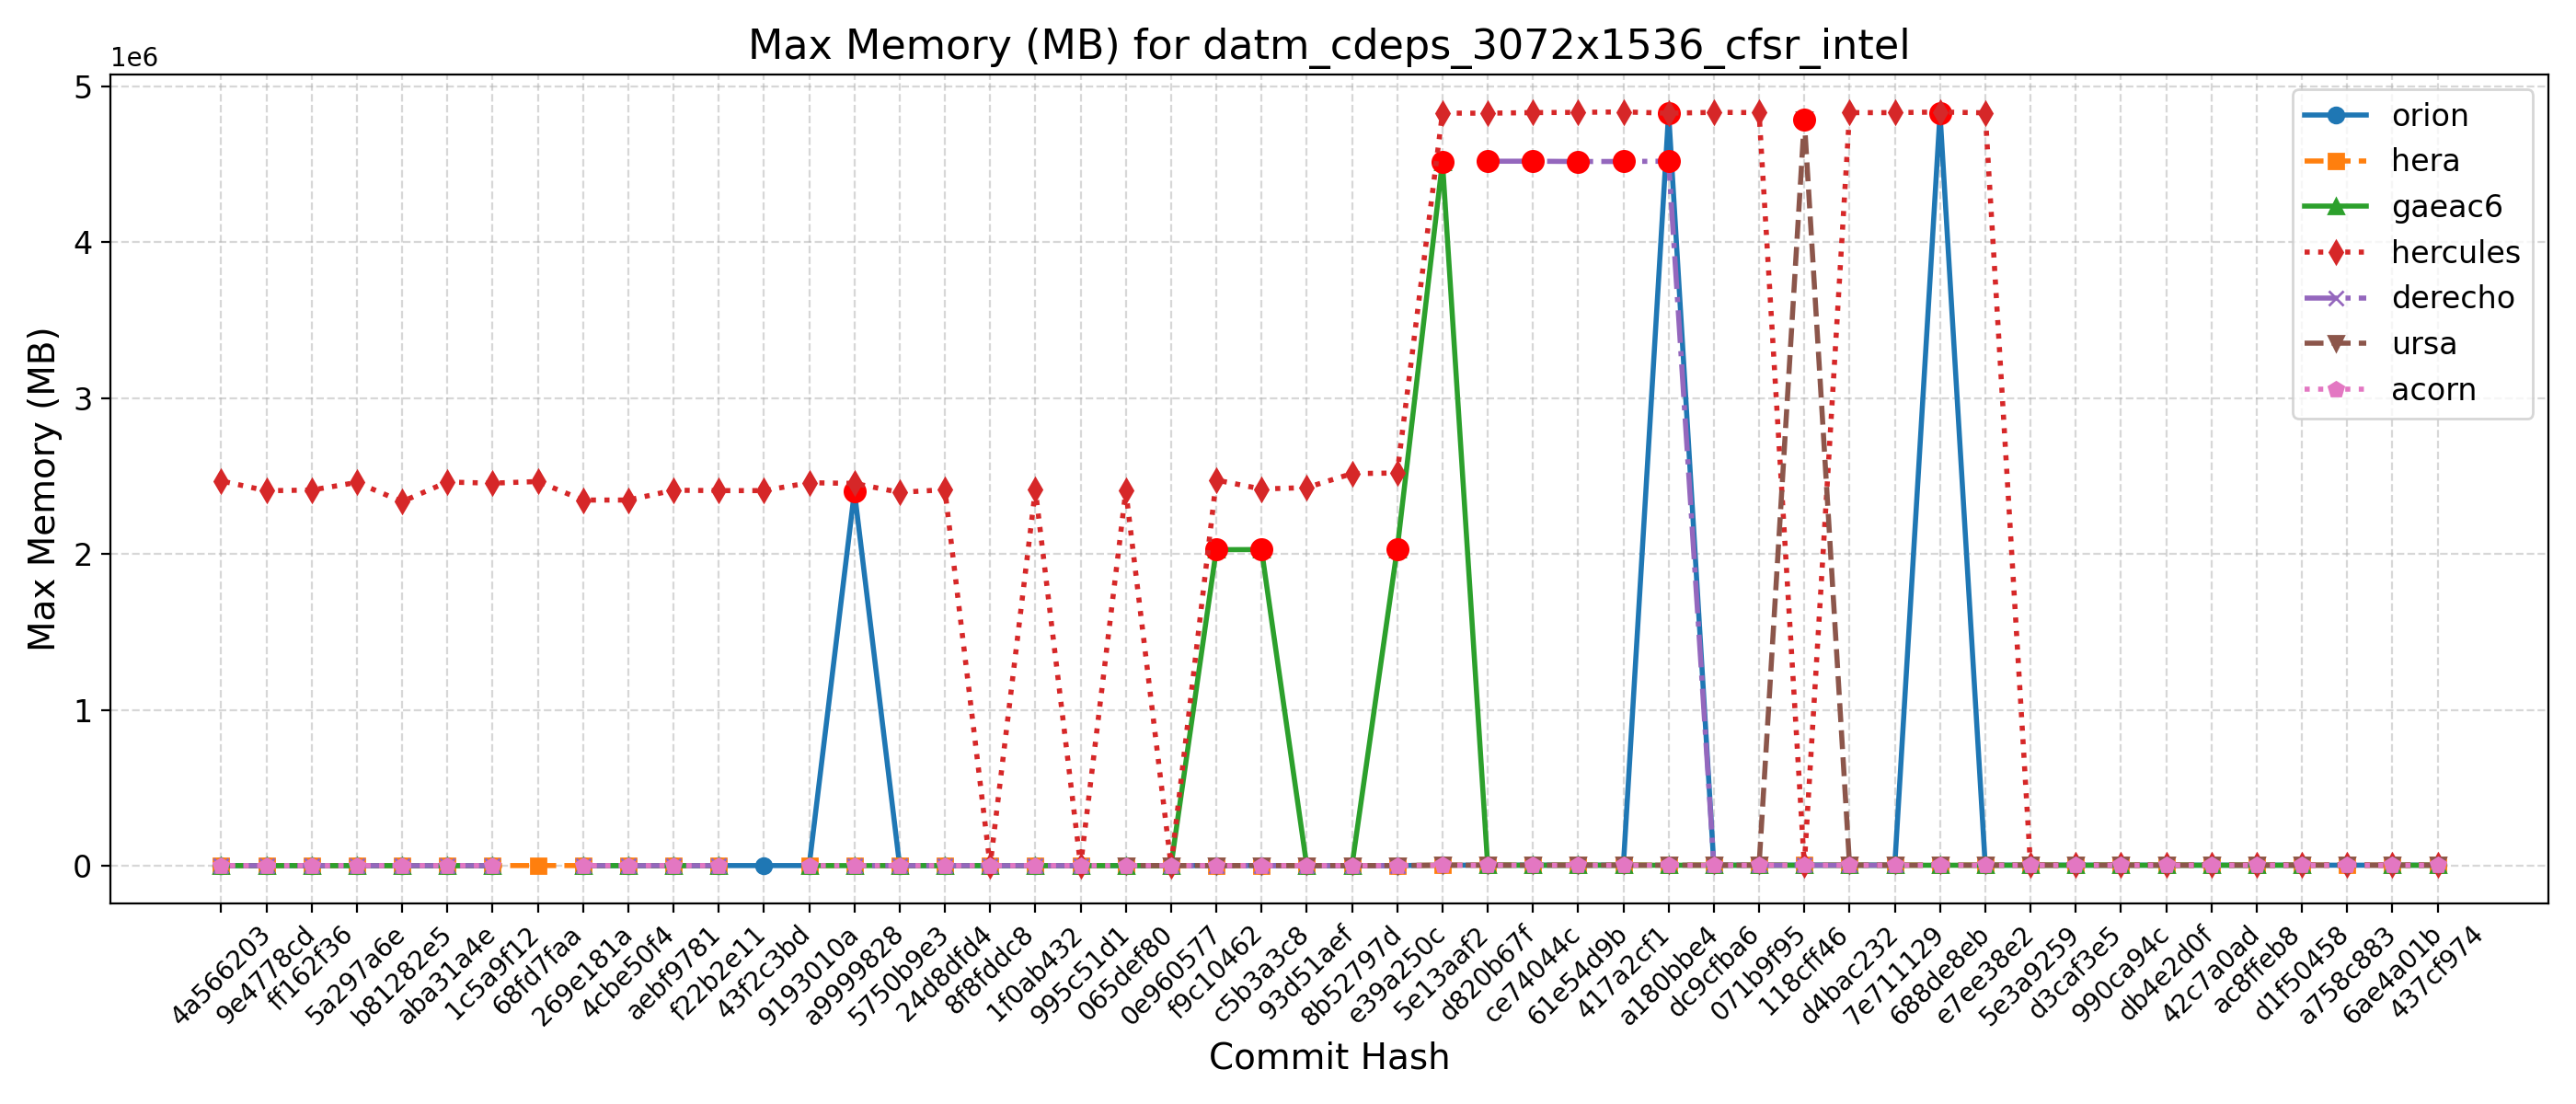 Max Memory (MB) for datm_cdeps_3072x1536_cfsr_intel
1e6
5
4
3
2
1
0
Max Memory (MB)
orion
hera
gaeac6
hercules
derecho
ursa
acorn
4a566203
9e4778cd
ff162f36
5a297a6e
b81282e5
aba31a4e
1c5a9f12
68fd7faa
269e181a
4cbe50f4
aebf9781
f22b2e11
43f2c3bd
9193010a
a9999828
5750b9e3
24d8dfd4
8f8fddc8
1f0ab432
995c51d1
065def80
0e960577
f9c10462
c5b3a3c8
93d51aef
8b52797d
e39a250c
5e13aaf2
d820b67f
ce74044c
61e54d9b
417a2cf1
a180bbe4
dc9cfba6
071b9f95
118cff46
d4bac232
7e711129
688de8eb
e7ee38e2
5e3a9259
d3caf3e5
990ca94c
db4e2d0f
42c7a0ad
ac8ffeb8
d1f50458
a758c883
6ae4a01b
437cf974
Commit Hash